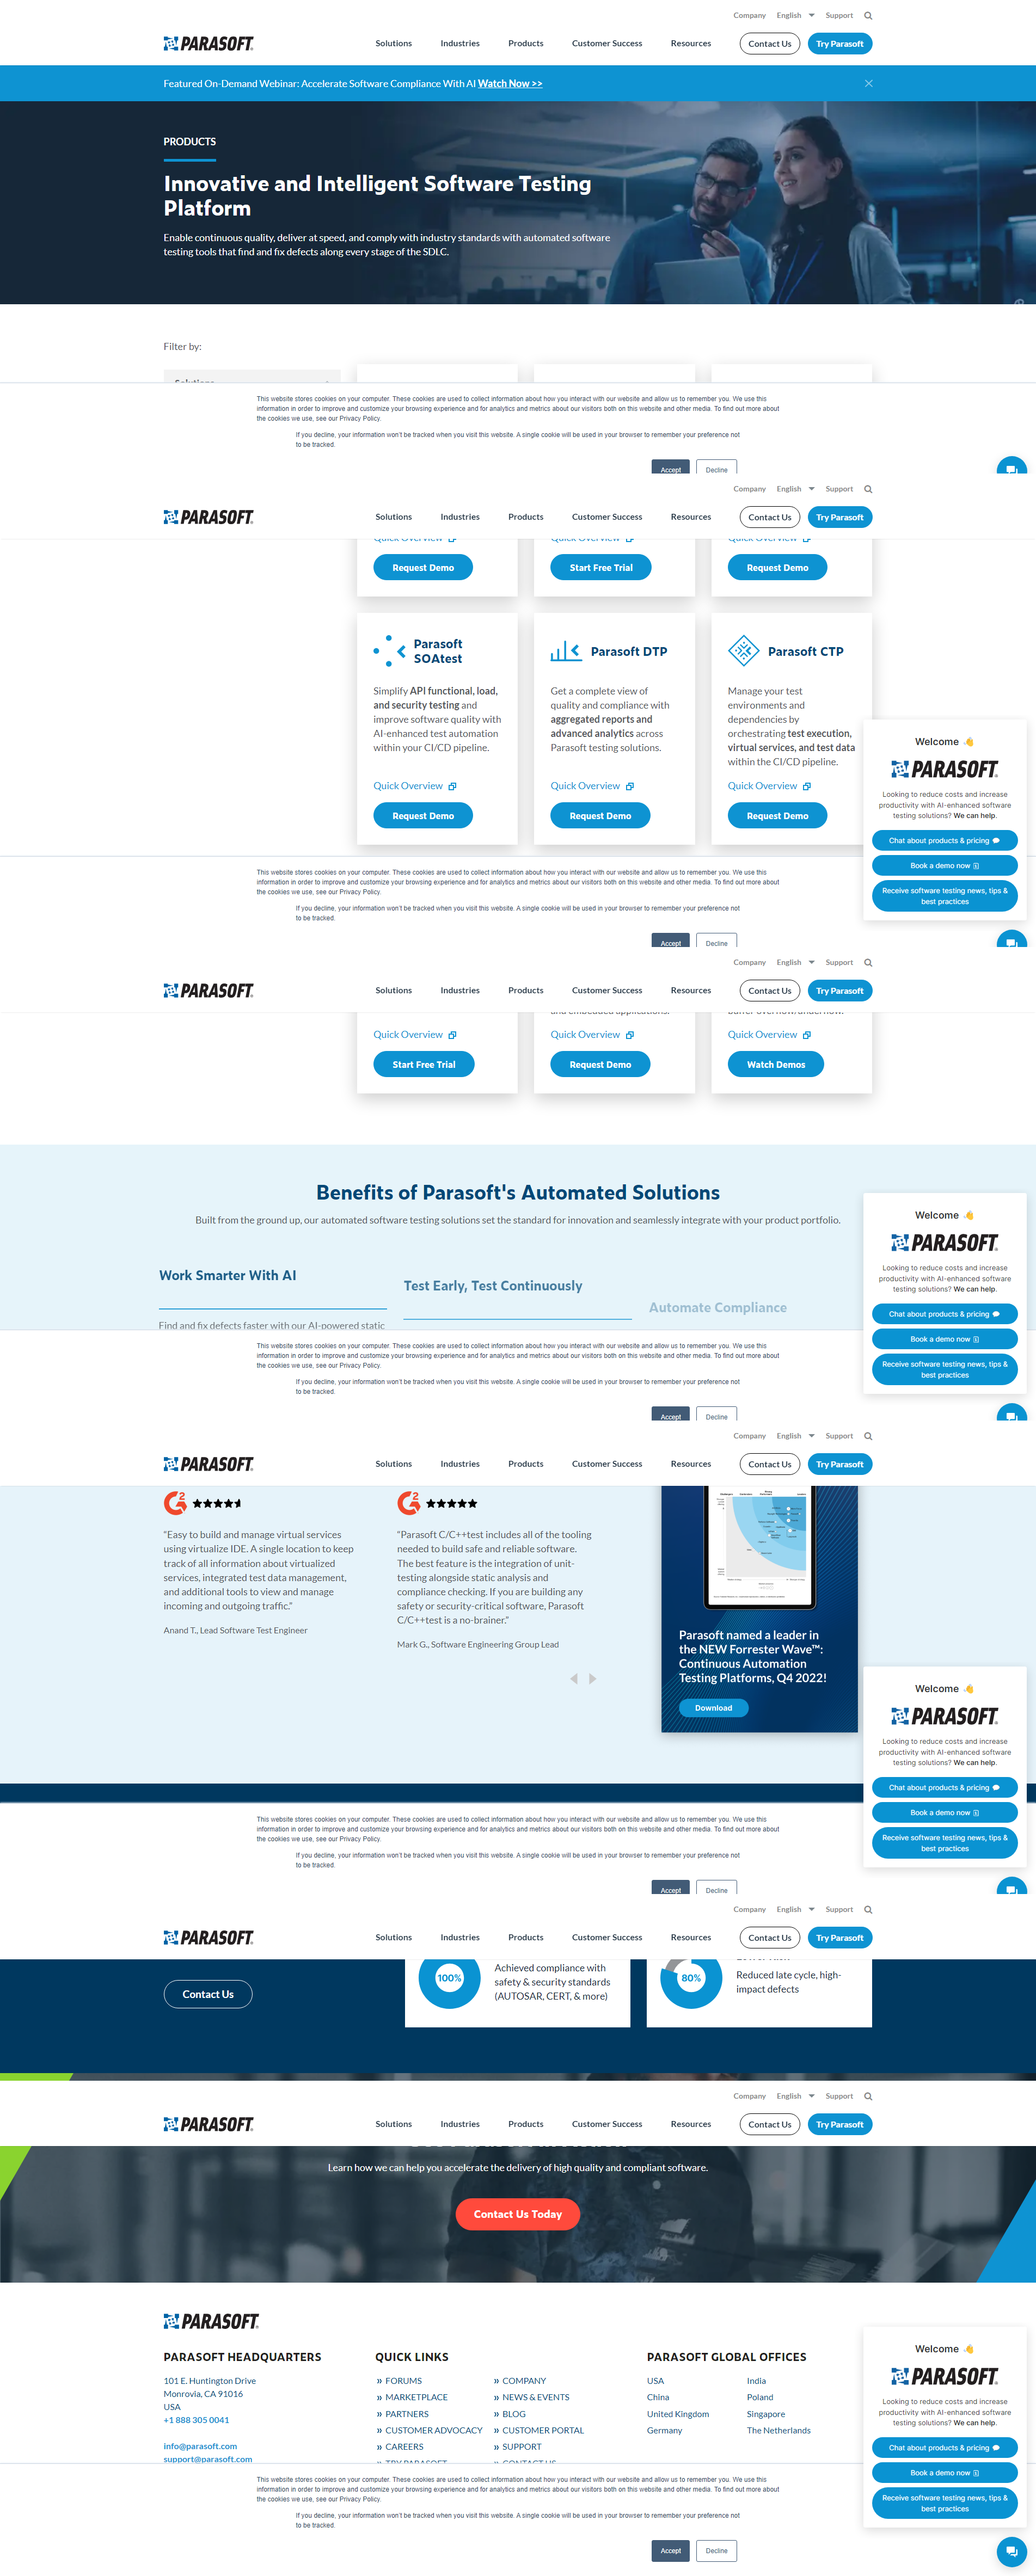 Company English Support
PARASOFT
Solutions Industries Products Customer Success Resources Contact Us Try Parasoft
Featured On-Demand Webinar: Accelerate Software Compliance With AI Watch Now >>
PRODUCTS
Innovative and Intelligent Software Testing
Platform
Enable continuous quality, deliver at speed, and comply with industry standards with automated software
testing tools that find and fix defects along every stage of the SDLC.
Filter by:
Solutions
This website stores cookies on your computer. These cookies are used to collect information about how you interact with our website and allow us to remember you. We use this
information in order to improve and customize your browsing experience and for analytics and metrics about our visitors both on this website and other media. To find out more about
the cookies we use, see our Privacy Policy.
If you decline, your information won't be tracked when you visit this website. A single cookie will be used in your browser to remember your preference not
to be tracked.
Accept Decline
Company English Support
PARASOFT
Solutions Industries Products Customer Success Resources Contact Us Try Parasoft
Quick Overview Quick Overview Quick Overview
Request Demo Start Free Trial Request Demo
Parasoft
SOAtest
Simplify API functional, load,
and security testing and
improve software quality with
AI-enhanced test automation
within your CI/CD pipeline.
Quick Overview
Request Demo
Parasoft DTP
Get a complete view of
quality and compliance with
aggregated reports and
advanced analytics across
Parasoft testing solutions.
Quick Overview
Request Demo
Parasoft CTP
Manage your test
environments and
dependencies by
orchestrating test execution,
virtual services, and test data
within the CI/CD pipeline.
Quick Overview
Request Demo
Welcome
PARASOFT
Looking to reduce costs and increase
productivity with AI-enhanced software
testing solutions? We can help.
Chat about products & pricing
Book a demo now
Receive software testing news, tips &
best practices
This website stores cookies on your computer. These cookies are used to collect information about how you interact with our website and allow us to remember you. We use this
information in order to improve and customize your browsing experience and for analytics and metrics about our visitors both on this website and other media. To find out more about
the cookies we use, see our Privacy Policy.
If you decline, your information won't be tracked when you visit this website. A single cookie will be used in your browser to remember your preference not
to be tracked.
Accept Decline
Company English Support
PARASOFT
Solutions Industries Products Customer Success Resources Contact Us Try Parasoft
and embedded applications.
Quick Overview Quick Overview Quick Overview
Start Free Trial Request Demo Watch Demos
Benefits of Parasoft's Automated Solutions
Built from the ground up, our automated software testing solutions set the standard for innovation and seamlessly integrate with your product portfolio.
Work Smarter With AI
Test Early, Test Continuously
Automate Compliance
Find and fix defects faster with our AI-powered static
Welcome
PARASOFT
Looking to reduce costs and increase
productivity with AI-enhanced software
testing solutions? We can help.
Chat about products & pricing
Book a demo now
Receive software testing news, tips &
best practices
This website stores cookies on your computer. These cookies are used to collect information about how you interact with our website and allow us to remember you. We use this
information in order to improve and customize your browsing experience and for analytics and metrics about our visitors both on this website and other media. To find out more about
the cookies we use, see our Privacy Policy.
If you decline, your information won't be tracked when you visit this website. A single cookie will be used in your browser to remember your preference not
to be tracked.
Accept Decline
Company English Support
PARASOFT
Solutions Industries Products Customer Success Resources Contact Us Try Parasoft
"Easy to build and manage virtual services
using virtualize IDE. A single location to keep
track of all information about virtualized
services, integrated test data management,
and additional tools to view and manage
incoming and outgoing traffic."
Anand T., Lead Software Test Engineer
"Parasoft C/C++test includes all of the tooling
needed to build safe and reliable software.
The best feature is the integration of unit-
testing alongside static analysis and
compliance checking. If you are building any
safety or security-critical software, Parasoft
C/C++test is a no-brainer."
Mark G., Software Engineering Group Lead
Parasoft named a leader in
the NEW Forrester Wave™:
Continuous Automation
Testing Platforms, Q4 2022!
Download
Welcome
PARASOFT
Looking to reduce costs and increase
productivity with AI-enhanced software
testing solutions? We can help.
Chat about products & pricing
Book a demo now
Receive software testing news, tips &
best practices
This website stores cookies on your computer. These cookies are used to collect information about how you interact with our website and allow us to remember you. We use this
information in order to improve and customize your browsing experience and for analytics and metrics about our visitors both on this website and other media. To find out more about
the cookies we use, see our Privacy Policy.
If you decline, your information won't be tracked when you visit this website. A single cookie will be used in your browser to remember your preference not
to be tracked.
Accept Decline
Company English Support
PARASOFT
Solutions Industries Products Customer Success Resources Contact Us Try Parasoft
Contact Us
100%
Achieved compliance with
safety & security standards
(AUTOSAR, CERT, & more)
80%
Reduced late cycle, high-
impact defects
Company English Support
PARASOFT
Solutions Industries Products Customer Success Resources Contact Us Try Parasoft
Learn how we can help you accelerate the delivery of high quality and compliant software.
Contact Us Today
PARASOFT
PARASOFT HEADQUARTERS
101 E. Huntington Drive
Monrovia, CA 91016
USA
+1 888 305 0041
info@parasoft.com
support@parasoft.com
QUICK LINKS
» FORUMS » COMPANY
» MARKETPLACE » NEWS & EVENTS
» PARTNERS » BLOG
» CUSTOMER ADVOCACY » CUSTOMER PORTAL
» CAREERS » SUPPORT
» TRY PARASOFT » CONTACT US
PARASOFT GLOBAL OFFICES
USA India
China Poland
United Kingdom Singapore
Germany The Netherlands
Welcome
PARASOFT
Looking to reduce costs and increase
productivity with AI-enhanced software
testing solutions? We can help.
Chat about products & pricing
Book a demo now
Receive software testing news, tips &
best practices
This website stores cookies on your computer. These cookies are used to collect information about how you interact with our website and allow us to remember you. We use this
information in order to improve and customize your browsing experience and for analytics and metrics about our visitors both on this website and other media. To find out more about
the cookies we use, see our Privacy Policy.
If you decline, your information won't be tracked when you visit this website. A single cookie will be used in your browser to remember your preference not
to be tracked.
Accept Decline